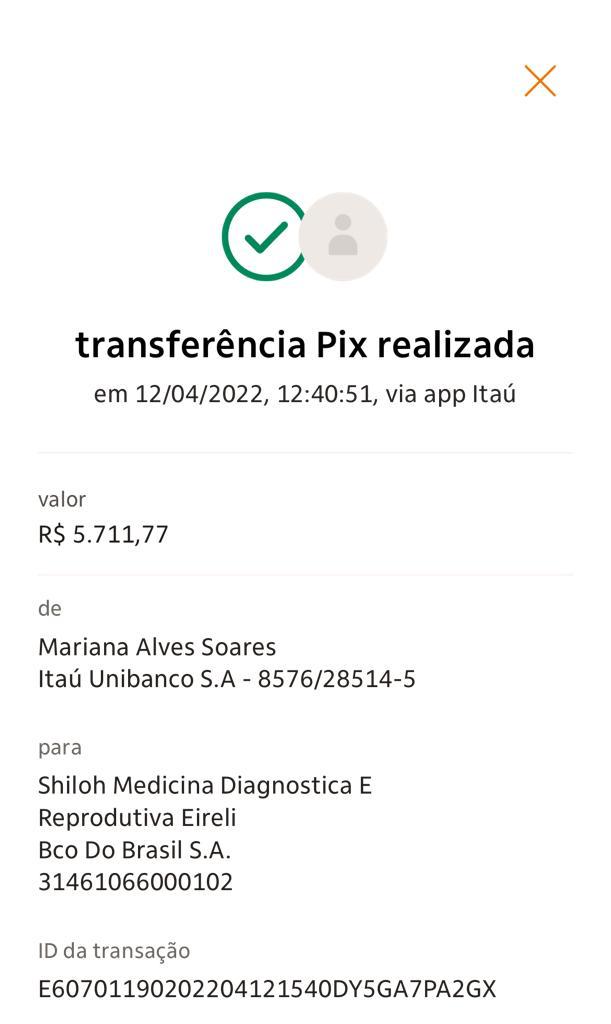 transferência Pix realizada
em 12/04/2022, 12:40:51, via app Itaú
valor
R$ 5.711,77
de
Mariana Alves Soares
Itaú Unibanco S.A - 8576/28514-5
para
Shiloh Medicina Diagnostica E
Reprodutiva Eireli
Bco Do Brasil S.A.
31461066000102
ID da transação
E60701190202204121540DY5GA7PA2GX